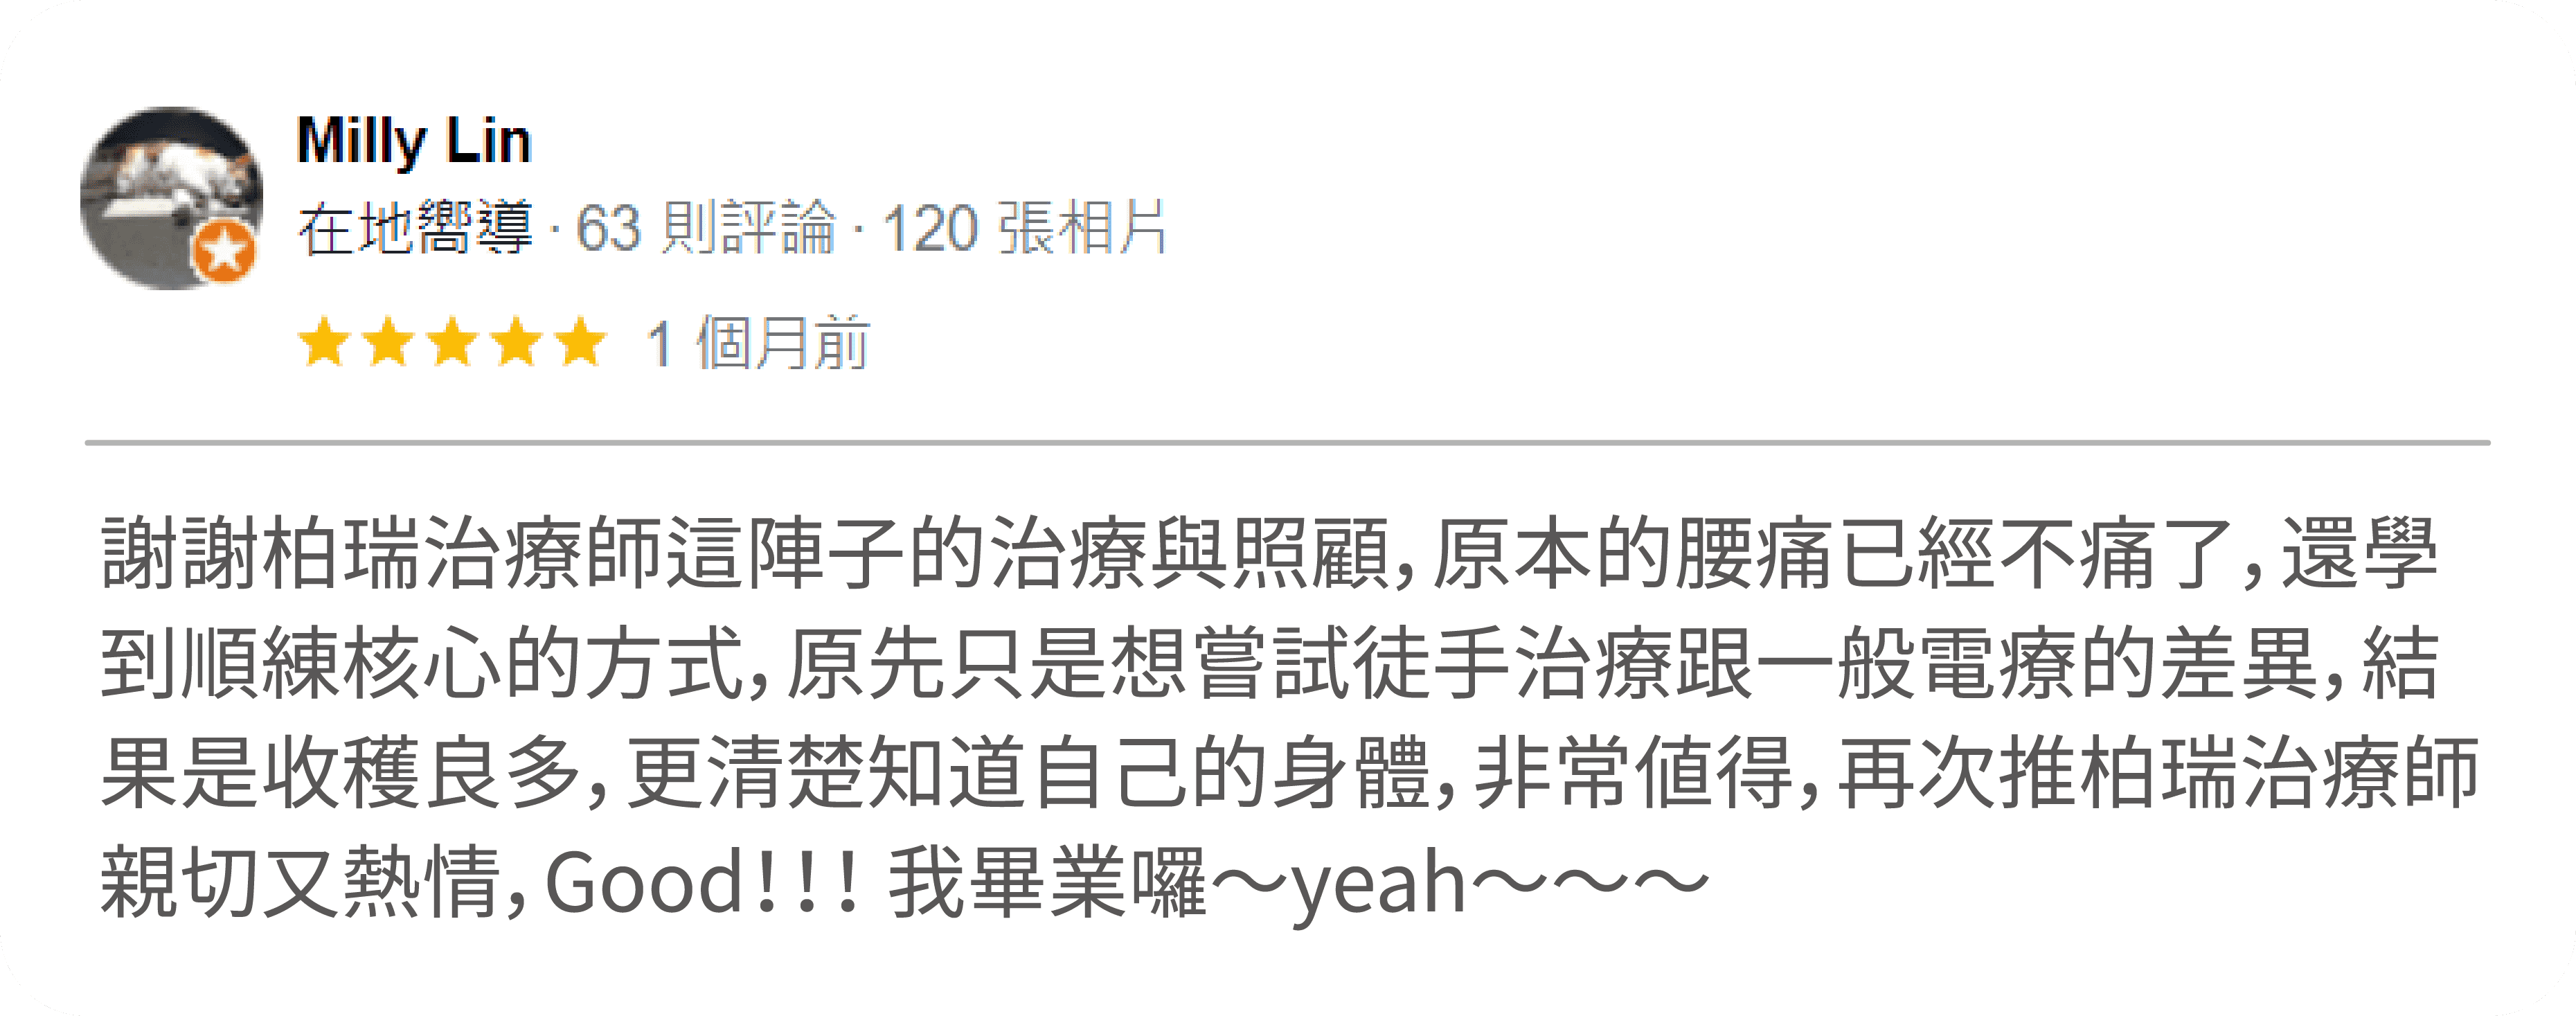 Milly Lin
在地嚮導 · 63 則評論 · 120 張相片
1 個月前
謝謝柏瑞治療師這陣子的治療與照顧，原本的腰痛已經不痛了，還學
到順練核心的方式，原先只是想嘗試徒手治療跟一般電療的差異，結
果是收穫良多，更清楚知道自己的身體，非常值得，再次推柏瑞治療師
親切又熱情，Good！！！ 我畢業囉～yeah～～～